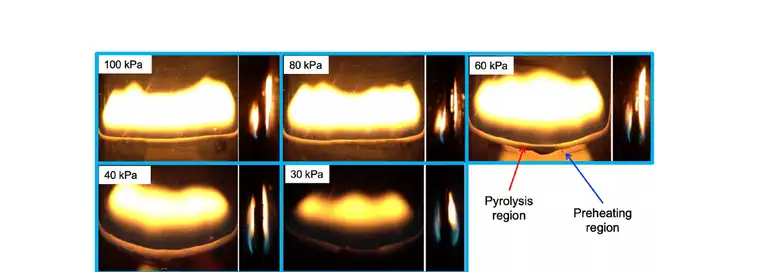 100 kPa
80 kPa
60 kPa
40 kPa
30 kPa
Pyrolysis
region
Preheating
region